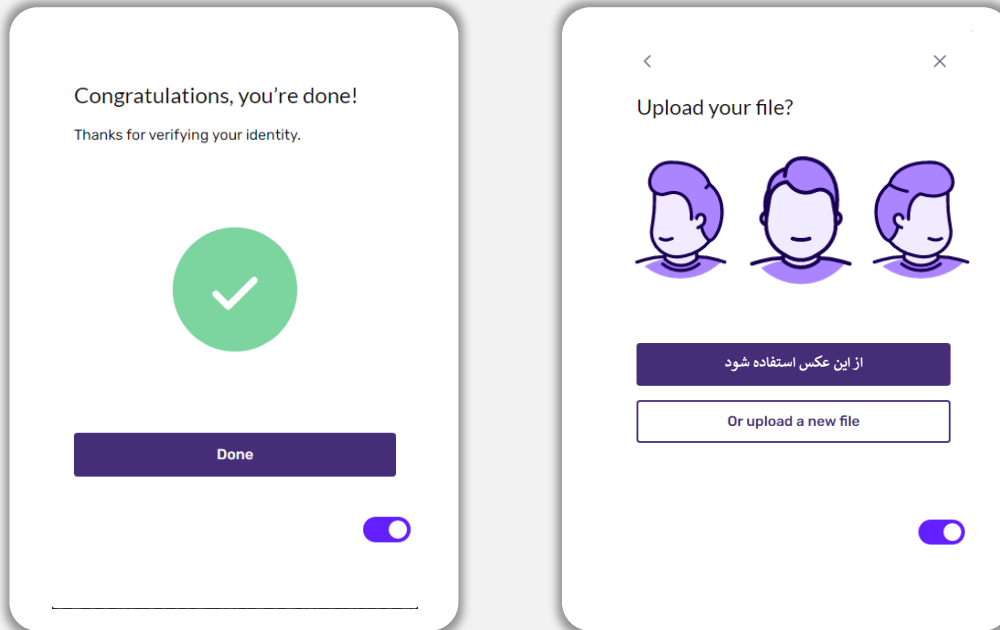 Congratulations, you’re done!
Thanks for verifying your identity.
Done
Upload your file?
از این عکس استفاده شود
Or upload a new file